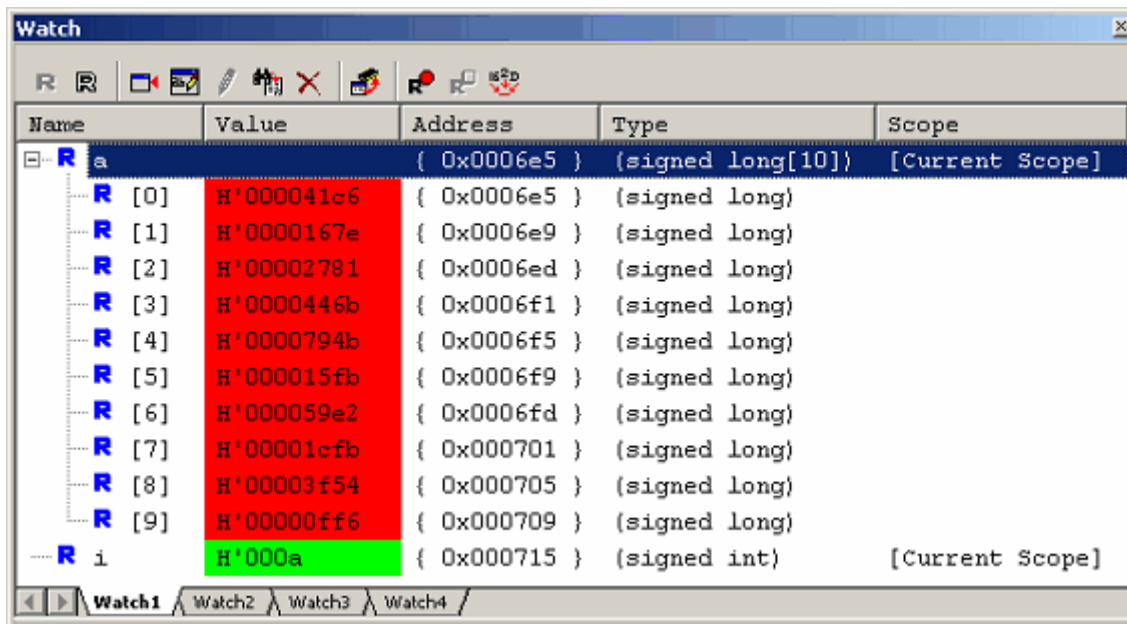 Watch
Name Value Address Type Scope
R a { 0x0006e5 } (signed long[10]) [Current Scope]
R [0] H'000041c6 { 0x0006e5 } (signed long)
R [1] H'0000167e { 0x0006e9 } (signed long)
R [2] H'00002781 { 0x0006ed } (signed long)
R [3] H'0000446b { 0x0006f1 } (signed long)
R [4] H'0000794b { 0x0006f5 } (signed long)
R [5] H'000015fb { 0x0006f9 } (signed long)
R [6] H'000059e2 { 0x0006fd } (signed long)
R [7] H'00001cfb { 0x000701 } (signed long)
R [8] H'00003f54 { 0x000705 } (signed long)
R [9] H'00000ff6 { 0x000709 } (signed long)
R i H'000a { 0x000715 } (signed int) [Current Scope]
Watch1 Watch2 Watch3 Watch4